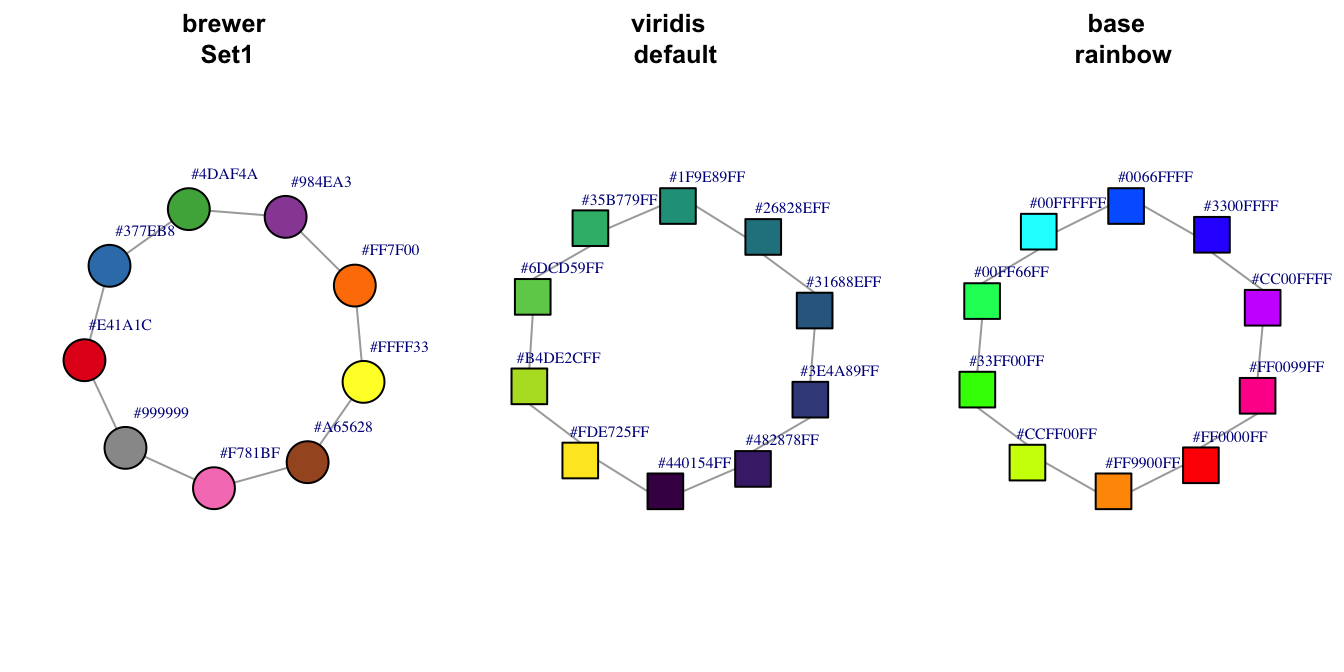 brewer
Set1
#4DAF4A
#984EA3
#377EB8
#FF7F00
#E41A1C
#FFFF33
#999999
#A65628
#F781BF
viridis
default
#1F9E89FF
#35B779FF
#26828EFF
#6DCD59FF
#31688EFF
#B4DE2CFF
#3E4A89FF
#FDE725FF
#482878FF
#440154FF
base
rainbow
#0066FFFF
#00FFFFFF
#3300FFFF
#00FF66FF
#CC00FFFF
#33FF00FF
#FF0099FF
#CCFF00FF
#FF0000FF
#FF9900FF